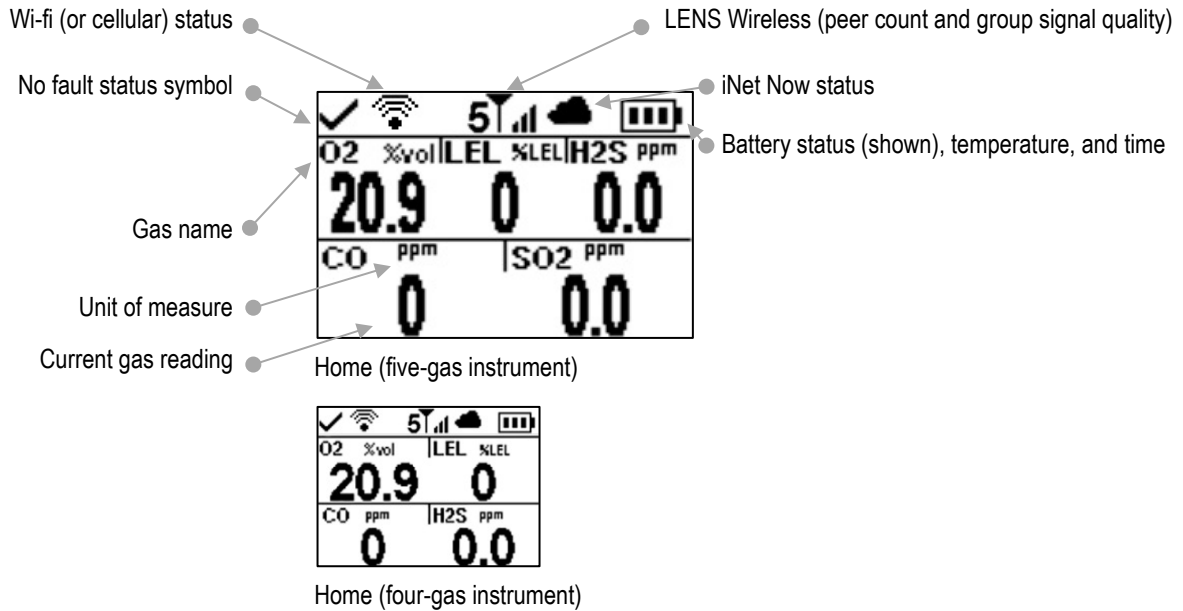 Wi-fi (or cellular) status
LENS Wireless (peer count and group signal quality)
No fault status symbol
iNet Now status
5
Battery status (shown), temperature, and time
O2 %vol LEL %LEL H2S ppm
20.9 0 0.0
Gas name
CO ppm SO2 ppm
Unit of measure
0 0.0
Current gas reading
Home (five-gas instrument)
5
O2 %vol LEL %LEL
20.9 0
CO ppm H2S ppm
0 0.0
Home (four-gas instrument)